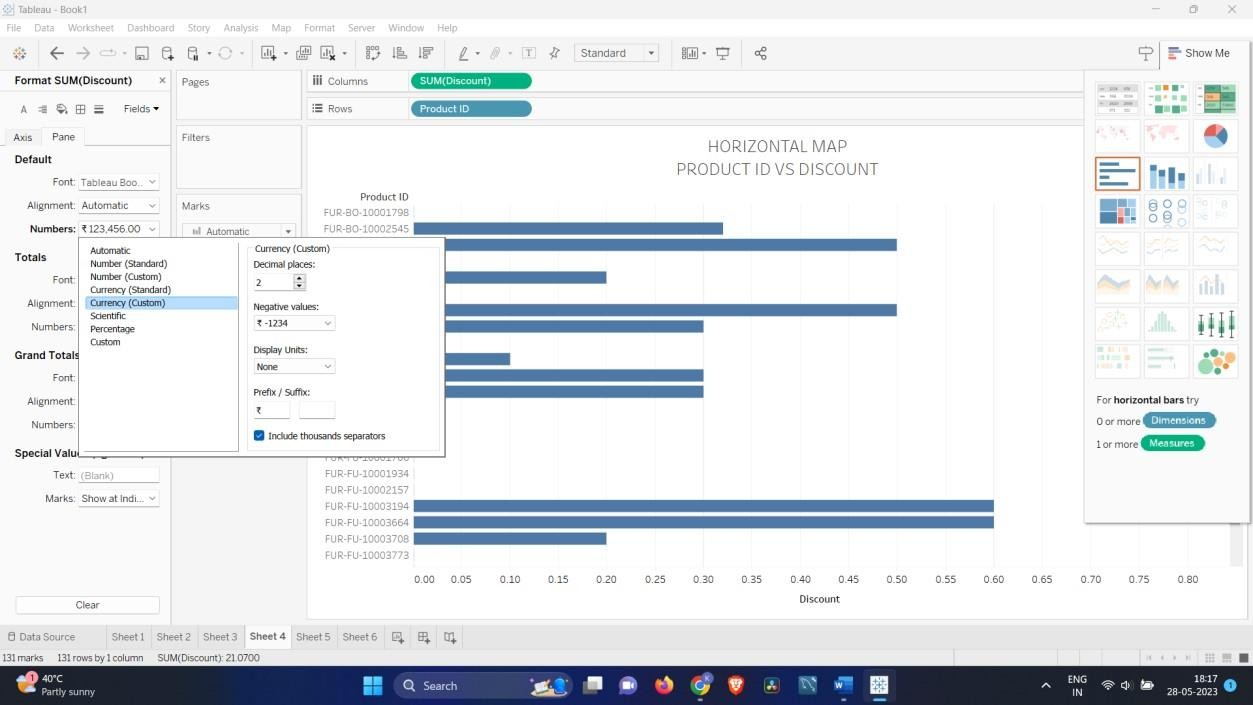 Tableau - Book1
File Data Worksheet Dashboard Story Analysis Map Format Server Window Help
Standard
Show Me
Format SUM(Discount)
Fields
Axis Pane
Default
Font: Tableau Boo...
Alignment: Automatic
Numbers: ₹123,456.00
Totals
Font:
Alignment:
Numbers:
Grand Totals
Font:
Alignment:
Numbers:
Special Valu
Text: (Blank)
Marks: Show at Indi...
Clear
Automatic
Number (Standard)
Number (Custom)
Currency (Standard)
Currency (Custom)
Scientific
Percentage
Custom
Currency (Custom)
Decimal places:
2
Negative values:
₹ -1234
Display Units:
None
Prefix / Suffix:
₹
Include thousands separators
Pages
Filters
Marks
Automatic
Columns SUM(Discount)
Rows Product ID
HORIZONTAL MAP
PRODUCT ID VS DISCOUNT
Product ID
FUR-BO-10001798
FUR-BO-10002545
FUR-FU-10001934
FUR-FU-10002157
FUR-FU-10003194
FUR-FU-10003664
FUR-FU-10003708
FUR-FU-10003773
0.00 0.05 0.10 0.15 0.20 0.25 0.30 0.35 0.40 0.45 0.50 0.55 0.60 0.65 0.70 0.75 0.80
Discount
For horizontal bars try
0 or more Dimensions
1 or more Measures
Data Source Sheet 1 Sheet 2 Sheet 3 Sheet 4 Sheet 5 Sheet 6
131 marks 131 rows by 1 column SUM(Discount): 21.0700
1
40°C
Partly sunny
Search
ENG
IN
18:17
28-05-2023
1